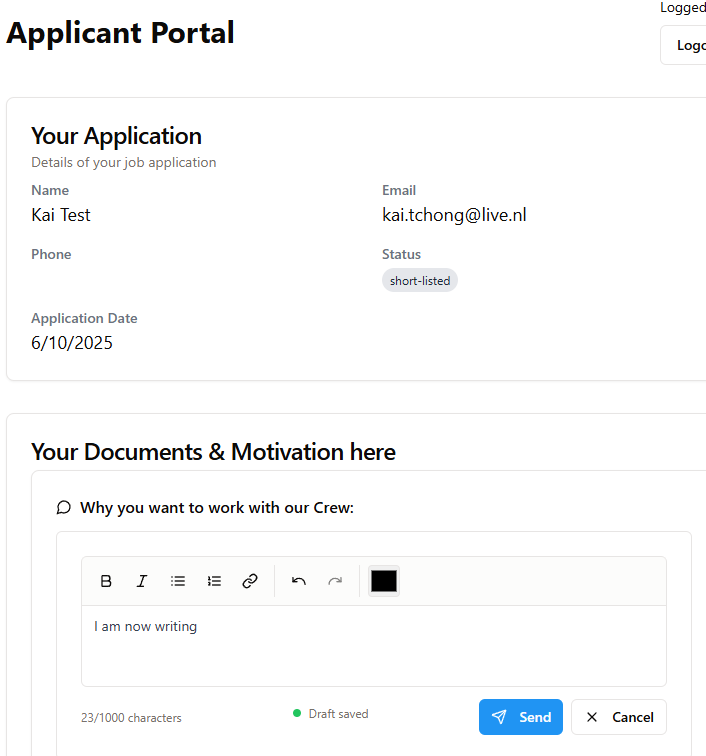 Logged
Applicant Portal
Logo
Your Application
Details of your job application
Name
Email
Kai Test
kai.tchong@live.nl
Phone
Status
short-listed
Application Date
6/10/2025
Your Documents & Motivation here
Why you want to work with our Crew:
B I
I am now writing
23/1000 characters
Draft saved
Send
Cancel